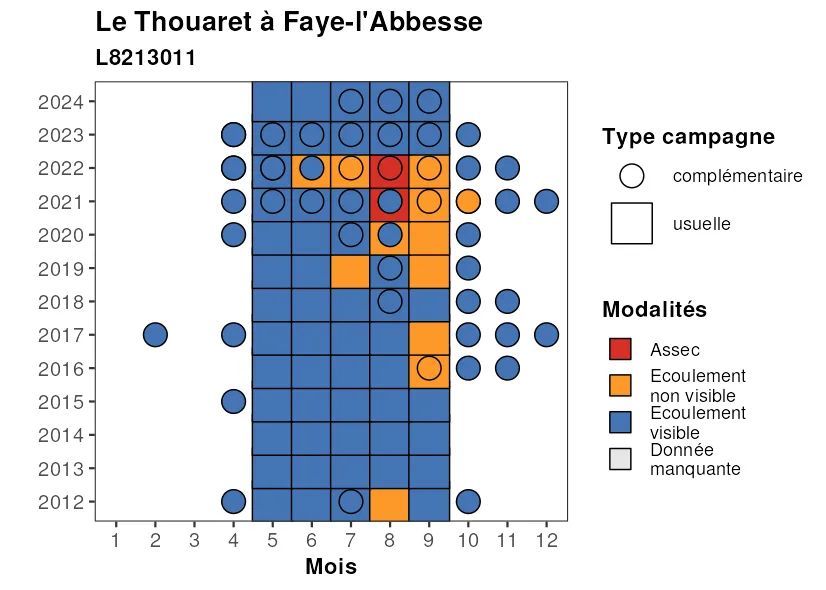 Le Thouaret à Faye-l'Abbesse
L8213011
2024
2023
2022
2021
2020
2019
2018
2017
2016
2015
2014
2013
2012
1 2 3 4 5 6 7 8 9 10 11 12
Mois
Type campagne
complémentaire
usuelle
Modalités
Assec
Ecoulement
non visible
Ecoulement
visible
Donnée
manquante